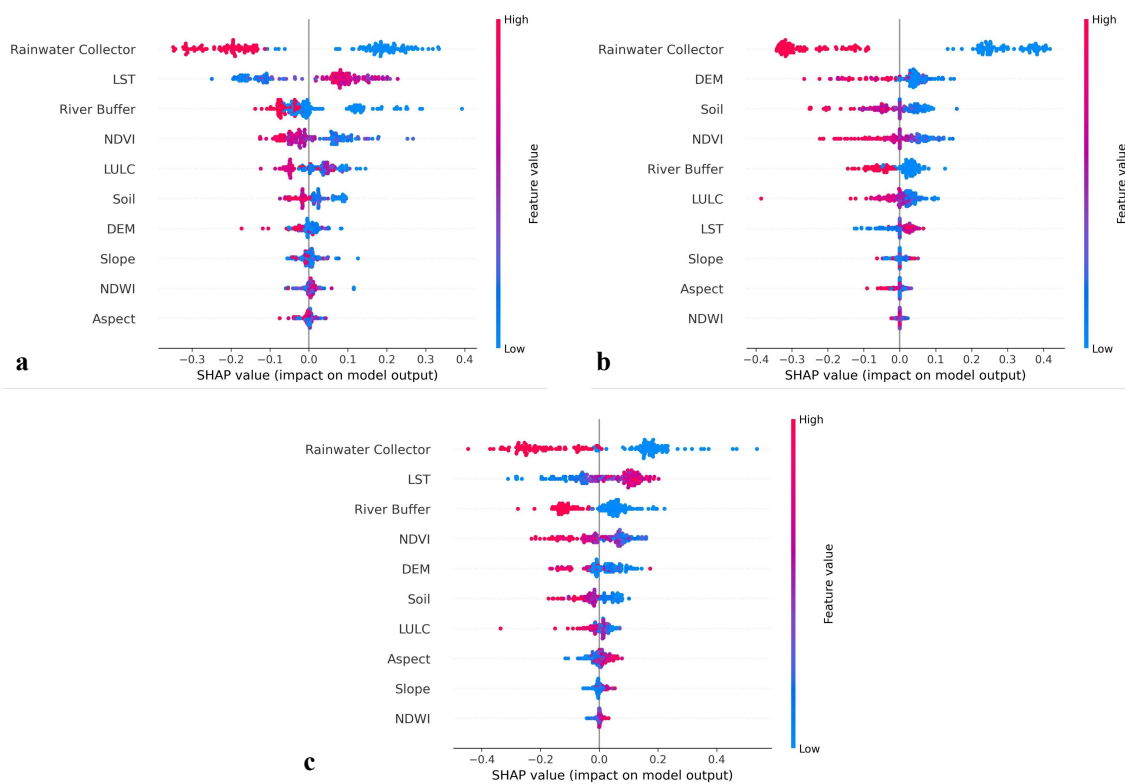 High
Rainwater Collector
LST
River Buffer
NDVI
LULC
Soil
DEM
Slope
NDWI
Aspect
Feature value
Low
−0.3 −0.2 −0.1 0.0 0.1 0.2 0.3 0.4
SHAP value (impact on model output)
a
High
Rainwater Collector
DEM
Soil
NDVI
River Buffer
LULC
LST
Slope
Aspect
NDWI
Feature value
Low
−0.4 −0.3 −0.2 −0.1 0.0 0.1 0.2 0.3 0.4
SHAP value (impact on model output)
b
High
Rainwater Collector
LST
River Buffer
NDVI
DEM
Soil
LULC
Aspect
Slope
NDWI
Feature value
Low
−0.4 −0.2 0.0 0.2 0.4
SHAP value (impact on model output)
c